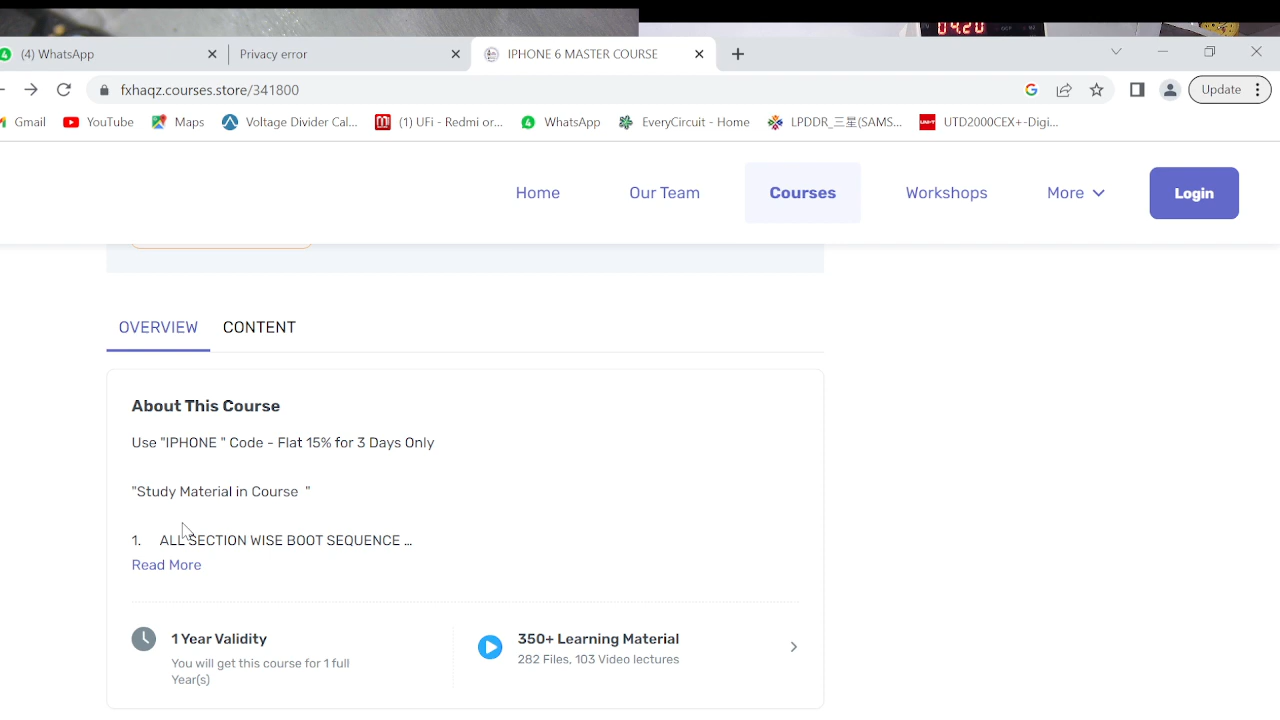 04.20
(4) WhatsApp
Privacy error
IPHONE 6 MASTER COURSE
fxhaqz.courses.store/341800
Update
Gmail
YouTube
Maps
Voltage Divider Cal...
(1) UFi - Redmi or...
WhatsApp
EveryCircuit - Home
LPDDR_三星(SAMS...
UTD2000CEX+-Digi...
Home
Our Team
Courses
Workshops
More
Login
OVERVIEW
CONTENT
About This Course
Use "IPHONE " Code - Flat 15% for 3 Days Only
"Study Material in Course "
1. ALL SECTION WISE BOOT SEQUENCE ...
Read More
1 Year Validity
You will get this course for 1 full
Year(s)
350+ Learning Material
282 Files, 103 Video lectures